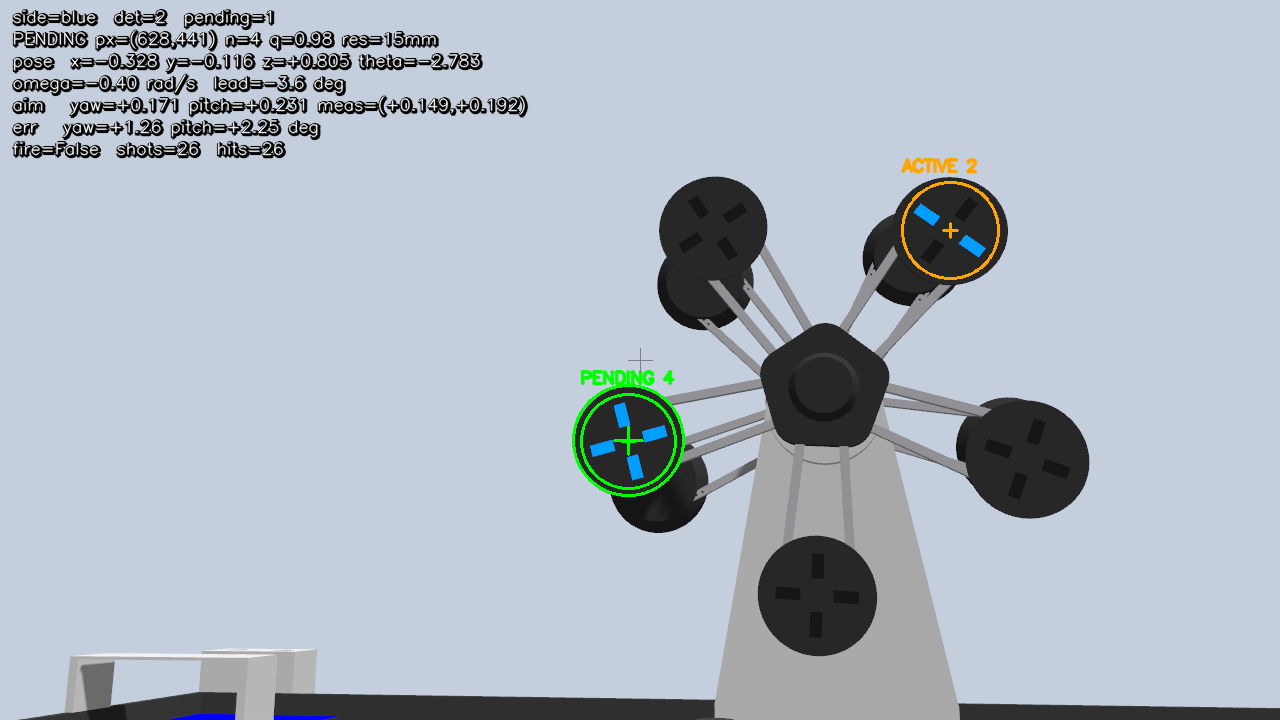 side=blue det=2 pending=1
PENDING px=(628,441) n=4 q=0.98 res=15mm
pose x=-0.328 y=-0.116 z=+0.805 theta=-2.783
omega=-0.40 rad/s lead=-3.6 deg
aim yaw=+0.171 pitch=+0.231 meas=(+0.149,+0.192)
err yaw=+1.26 pitch=+2.25 deg
fire=False shots=26 hits=26
ACTIVE 2
PENDING 4